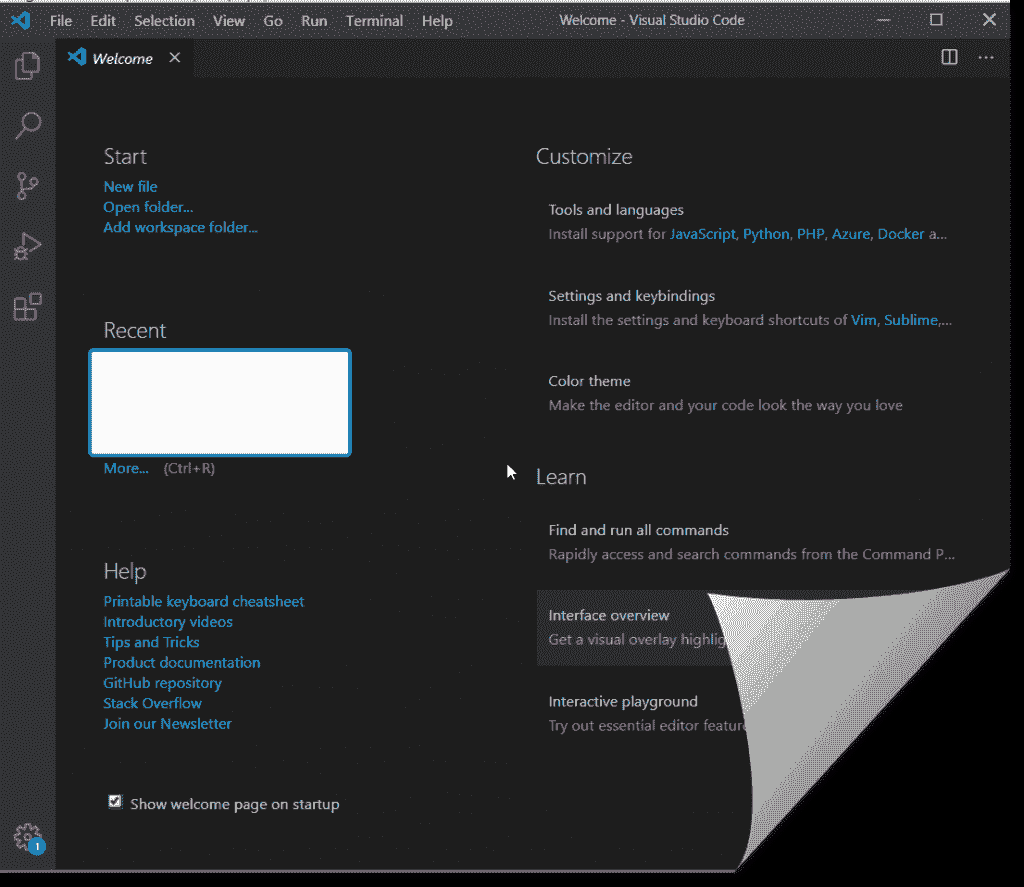 File Edit Selection View Go Run Terminal Help Welcome - Visual Studio Code
Welcome
Start
New file
Open folder...
Add workspace folder...
Recent
More... (Ctrl+R)
Help
Printable keyboard cheatsheet
Introductory videos
Tips and Tricks
Product documentation
GitHub repository
Stack Overflow
Join our Newsletter
Show welcome page on startup
Customize
Tools and languages
Install support for JavaScript, Python, PHP, Azure, Docker a...
Settings and keybindings
Install the settings and keyboard shortcuts of Vim, Sublime,...
Color theme
Make the editor and your code look the way you love
Learn
Find and run all commands
Rapidly access and search commands from the Command P...
Interface overview
Get a visual overlay highlig
Interactive playground
Try out essential editor feature
1